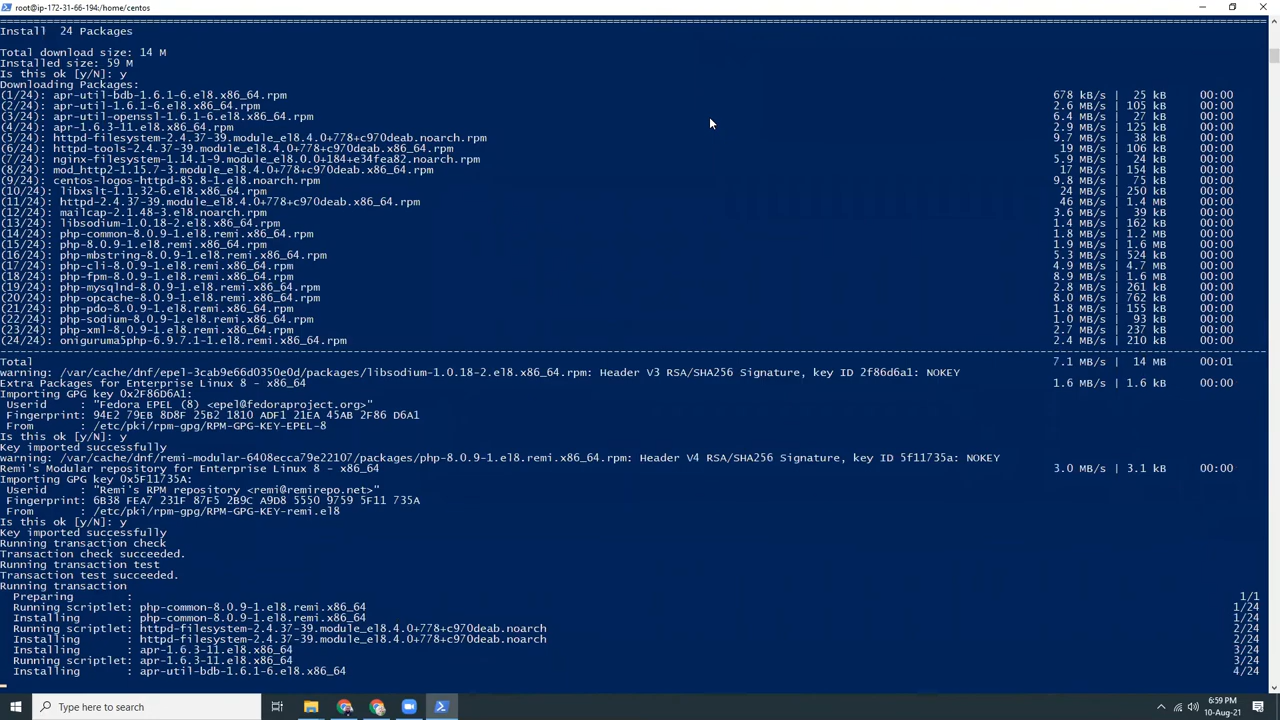 root@ip-172-31-66-194:/home/centos
Install  24 Packages
Total download size: 14 M
Installed size: 59 M
Is this ok [y/N]: y
Downloading Packages:
(1/24): apr-util-bdb-1.6.1-6.el8.x86_64.rpm 678 kB/s | 25 kB 00:00
(2/24): apr-util-1.6.1-6.el8.x86_64.rpm 2.6 MB/s | 105 kB 00:00
(3/24): apr-util-openssl-1.6.1-6.el8.x86_64.rpm 6.4 MB/s | 27 kB 00:00
(4/24): apr-1.6.3-11.el8.x86_64.rpm 2.9 MB/s | 125 kB 00:00
(5/24): httpd-filesystem-2.4.37-39.module_el8.4.0+778+c970deab.noarch.rpm 9.7 MB/s | 38 kB 00:00
(6/24): httpd-tools-2.4.37-39.module_el8.4.0+778+c970deab.x86_64.rpm 19 MB/s | 106 kB 00:00
(7/24): nginx-filesystem-1.14.1-9.module_el8.0.0+184+e34fea82.noarch.rpm 5.9 MB/s | 24 kB 00:00
(8/24): mod_http2-1.15.7-3.module_el8.4.0+778+c970deab.x86_64.rpm 17 MB/s | 154 kB 00:00
(9/24): centos-logos-httpd-85.8-1.el8.noarch.rpm 9.8 MB/s | 75 kB 00:00
(10/24): libxslt-1.1.32-6.el8.x86_64.rpm 24 MB/s | 250 kB 00:00
(11/24): httpd-2.4.37-39.module_el8.4.0+778+c970deab.x86_64.rpm 46 MB/s | 1.4 MB 00:00
(12/24): mailcap-2.1.48-3.el8.noarch.rpm 3.6 MB/s | 39 kB 00:00
(13/24): libsodium-1.0.18-2.el8.x86_64.rpm 1.4 MB/s | 162 kB 00:00
(14/24): php-common-8.0.9-1.el8.remi.x86_64.rpm 1.8 MB/s | 1.2 MB 00:00
(15/24): php-8.0.9-1.el8.remi.x86_64.rpm 1.9 MB/s | 1.6 MB 00:00
(16/24): php-mbstring-8.0.9-1.el8.remi.x86_64.rpm 5.3 MB/s | 524 kB 00:00
(17/24): php-cli-8.0.9-1.el8.remi.x86_64.rpm 4.9 MB/s | 4.7 MB 00:00
(18/24): php-fpm-8.0.9-1.el8.remi.x86_64.rpm 8.9 MB/s | 1.6 MB 00:00
(19/24): php-mysqlnd-8.0.9-1.el8.remi.x86_64.rpm 2.8 MB/s | 261 kB 00:00
(20/24): php-opcache-8.0.9-1.el8.remi.x86_64.rpm 8.0 MB/s | 762 kB 00:00
(21/24): php-pdo-8.0.9-1.el8.remi.x86_64.rpm 1.8 MB/s | 155 kB 00:00
(22/24): php-sodium-8.0.9-1.el8.remi.x86_64.rpm 1.0 MB/s | 93 kB 00:00
(23/24): php-xml-8.0.9-1.el8.remi.x86_64.rpm 2.7 MB/s | 237 kB 00:00
(24/24): oniguruma5php-6.9.7.1-1.el8.remi.x86_64.rpm 2.4 MB/s | 210 kB 00:00
Total 7.1 MB/s | 14 MB 00:01
warning: /var/cache/dnf/epel-3cab9e66d0350e0d/packages/libsodium-1.0.18-2.el8.x86_64.rpm: Header V3 RSA/SHA256 Signature, key ID 2f86d6a1: NOKEY
Extra Packages for Enterprise Linux 8 - x86_64 1.6 MB/s | 1.6 kB 00:00
Importing GPG key 0x2F86D6A1:
Userid : "Fedora EPEL (8) <epel@fedoraproject.org>"
Fingerprint: 94E2 79EB 8D8F 25B2 1810 ADF1 21EA 45AB 2F86 D6A1
From : /etc/pki/rpm-gpg/RPM-GPG-KEY-EPEL-8
Is this ok [y/N]: y
Key imported successfully
warning: /var/cache/dnf/remi-modular-6408ecca79e22107/packages/php-8.0.9-1.el8.remi.x86_64.rpm: Header V4 RSA/SHA256 Signature, key ID 5f11735a: NOKEY
Remi's Modular repository for Enterprise Linux 8 - x86_64 3.0 MB/s | 3.1 kB 00:00
Importing GPG key 0x5F11735A:
Userid : "Remi's RPM repository <remi@remirepo.net>"
Fingerprint: 6B38 FEA7 231F 87F5 2B9C A9D8 5550 9759 5F11 735A
From : /etc/pki/rpm-gpg/RPM-GPG-KEY-remi.el8
Is this ok [y/N]: y
Key imported successfully
Running transaction check
Transaction check succeeded.
Running transaction test
Transaction test succeeded.
Running transaction
Preparing : 1/1
Running scriptlet: php-common-8.0.9-1.el8.remi.x86_64 1/24
Installing : php-common-8.0.9-1.el8.remi.x86_64 1/24
Running scriptlet: httpd-filesystem-2.4.37-39.module_el8.4.0+778+c970deab.noarch 2/24
Installing : httpd-filesystem-2.4.37-39.module_el8.4.0+778+c970deab.noarch 2/24
Installing : apr-1.6.3-11.el8.x86_64 3/24
Running scriptlet: apr-1.6.3-11.el8.x86_64 3/24
Installing : apr-util-bdb-1.6.1-6.el8.x86_64 4/24
Type here to search
6:59 PM
10-Aug-21